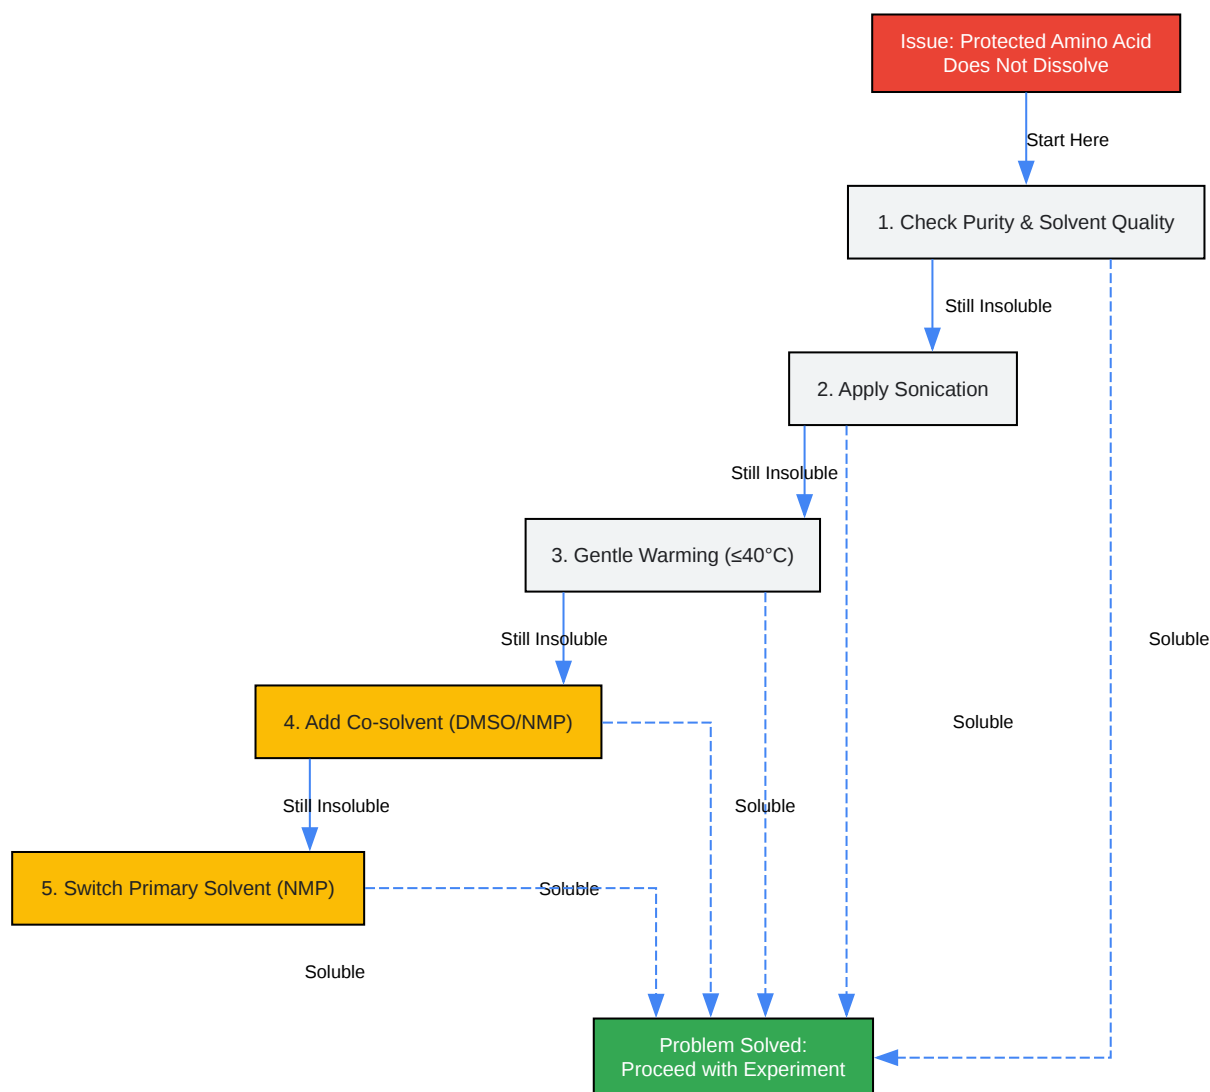 Issue: Protected Amino Acid
Does Not Dissolve
Start Here
1. Check Purity & Solvent Quality
Still Insoluble
2. Apply Sonication
Still Insoluble
3. Gentle Warming (≤40°C)
Still Insoluble
Soluble
4. Add Co-solvent (DMSO/NMP)
Soluble
Still Insoluble
Soluble
5. Switch Primary Solvent (NMP)
Soluble
Soluble
Problem Solved:
Proceed with Experiment